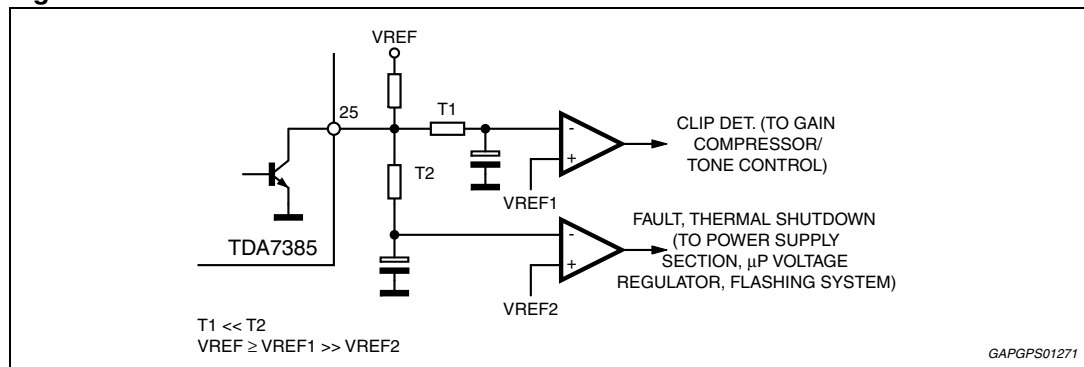 VREF
25
T1
T2
TDA7385
-
+
VREF1
CLIP DET. (TO GAIN
COMPRESSOR/
TONE CONTROL)
-
+
VREF2
FAULT, THERMAL SHUTDOWN
(TO POWER SUPPLY
SECTION, µP VOLTAGE
REGULATOR, FLASHING SYSTEM)
T1 << T2
VREF ≥ VREF1 >> VREF2
GAPGPS01271